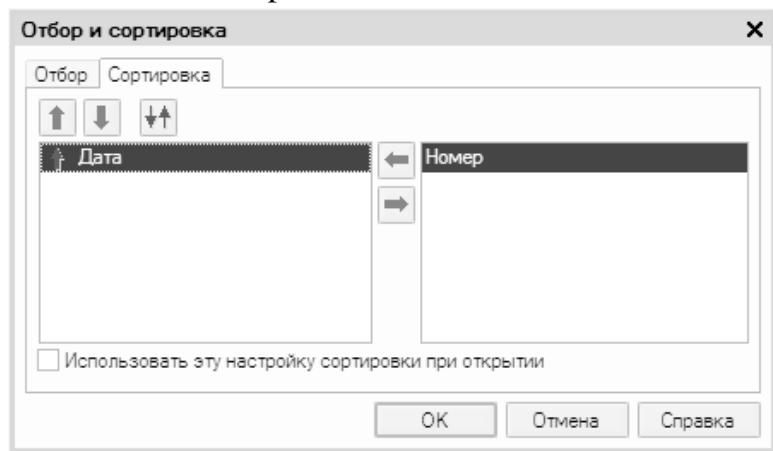 Отбор и сортировка
Отбор Сортировка
Дата Номер
Использовать эту настройку сортировки при открытии
OK Отмена Справка